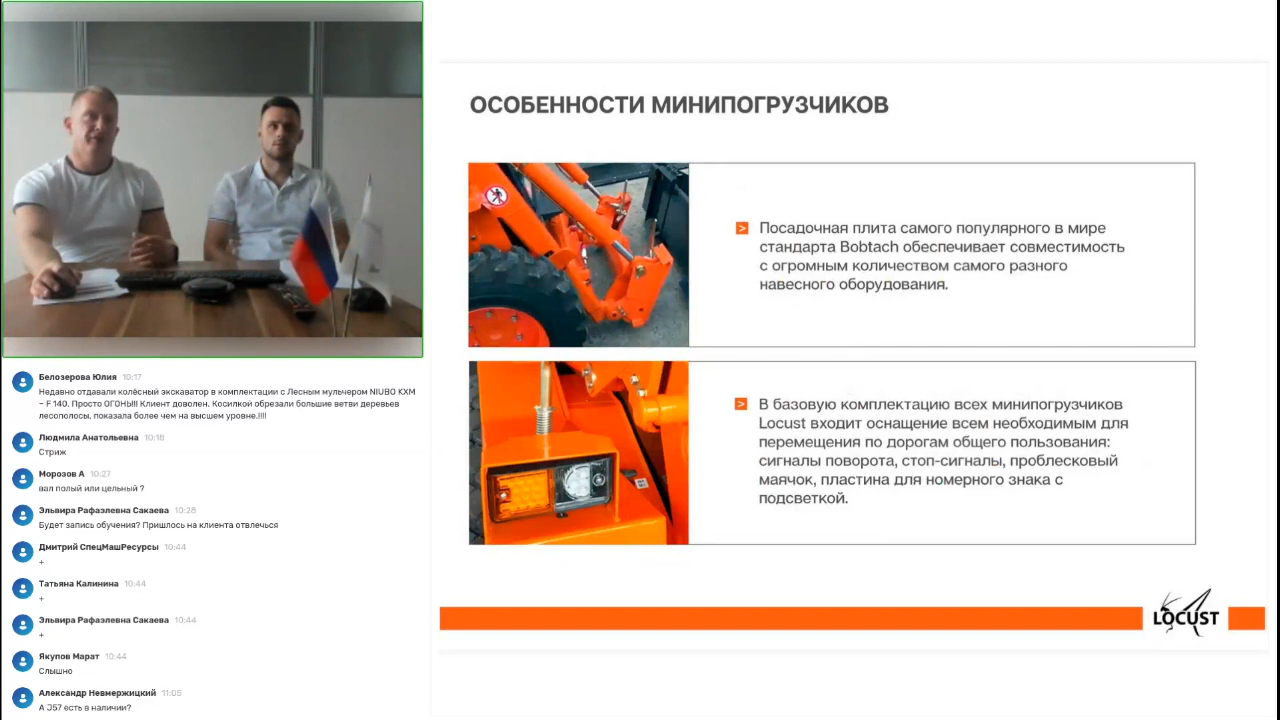 Белозерова Юлия 10:17
Недавно отдавали колёсный экокаватор в комплектации с Лесным мульчером NIUBO KXM
– F 140. Просто ОГОНЬ!!! Клиент доволен. Косилкой обрезали большие ветви деревьев
лесополосы, показала более чем на высшем уровне.!!!!
Людмила Анатольевна 10:18
Стриж
Морозов А 10:27
вал полый или цельный ?
Эльвира Рафаэлевна Сакаева 10:28
Будет запись обучения? Пришлось на клиента отвлечься
Дмитрий СпецМашРесурсы 10:44
+
Татьяна Калинина 10:44
+
Эльвира Рафаэлевна Сакаева 10:44
+
Якупов Марат 10:44
Слышно
Александр Невмержицкий 11:05
А J57 есть в наличии?
ОСОБЕННОСТИ МИНИПОГРУЗЧИКОВ
Посадочная плита самого популярного в мире
стандарта Bobtach обеспечивает совместимость
с огромным количеством самого разного
навесного оборудования.
В базовую комплектацию всех минипогрузчиков
Locust входит оснащение всем необходимым для
перемещения по дорогам общего пользования:
сигналы поворота, стоп-сигналы, проблесковый
маячок, пластина для номерного знака с
подсветкой.
LOCUST